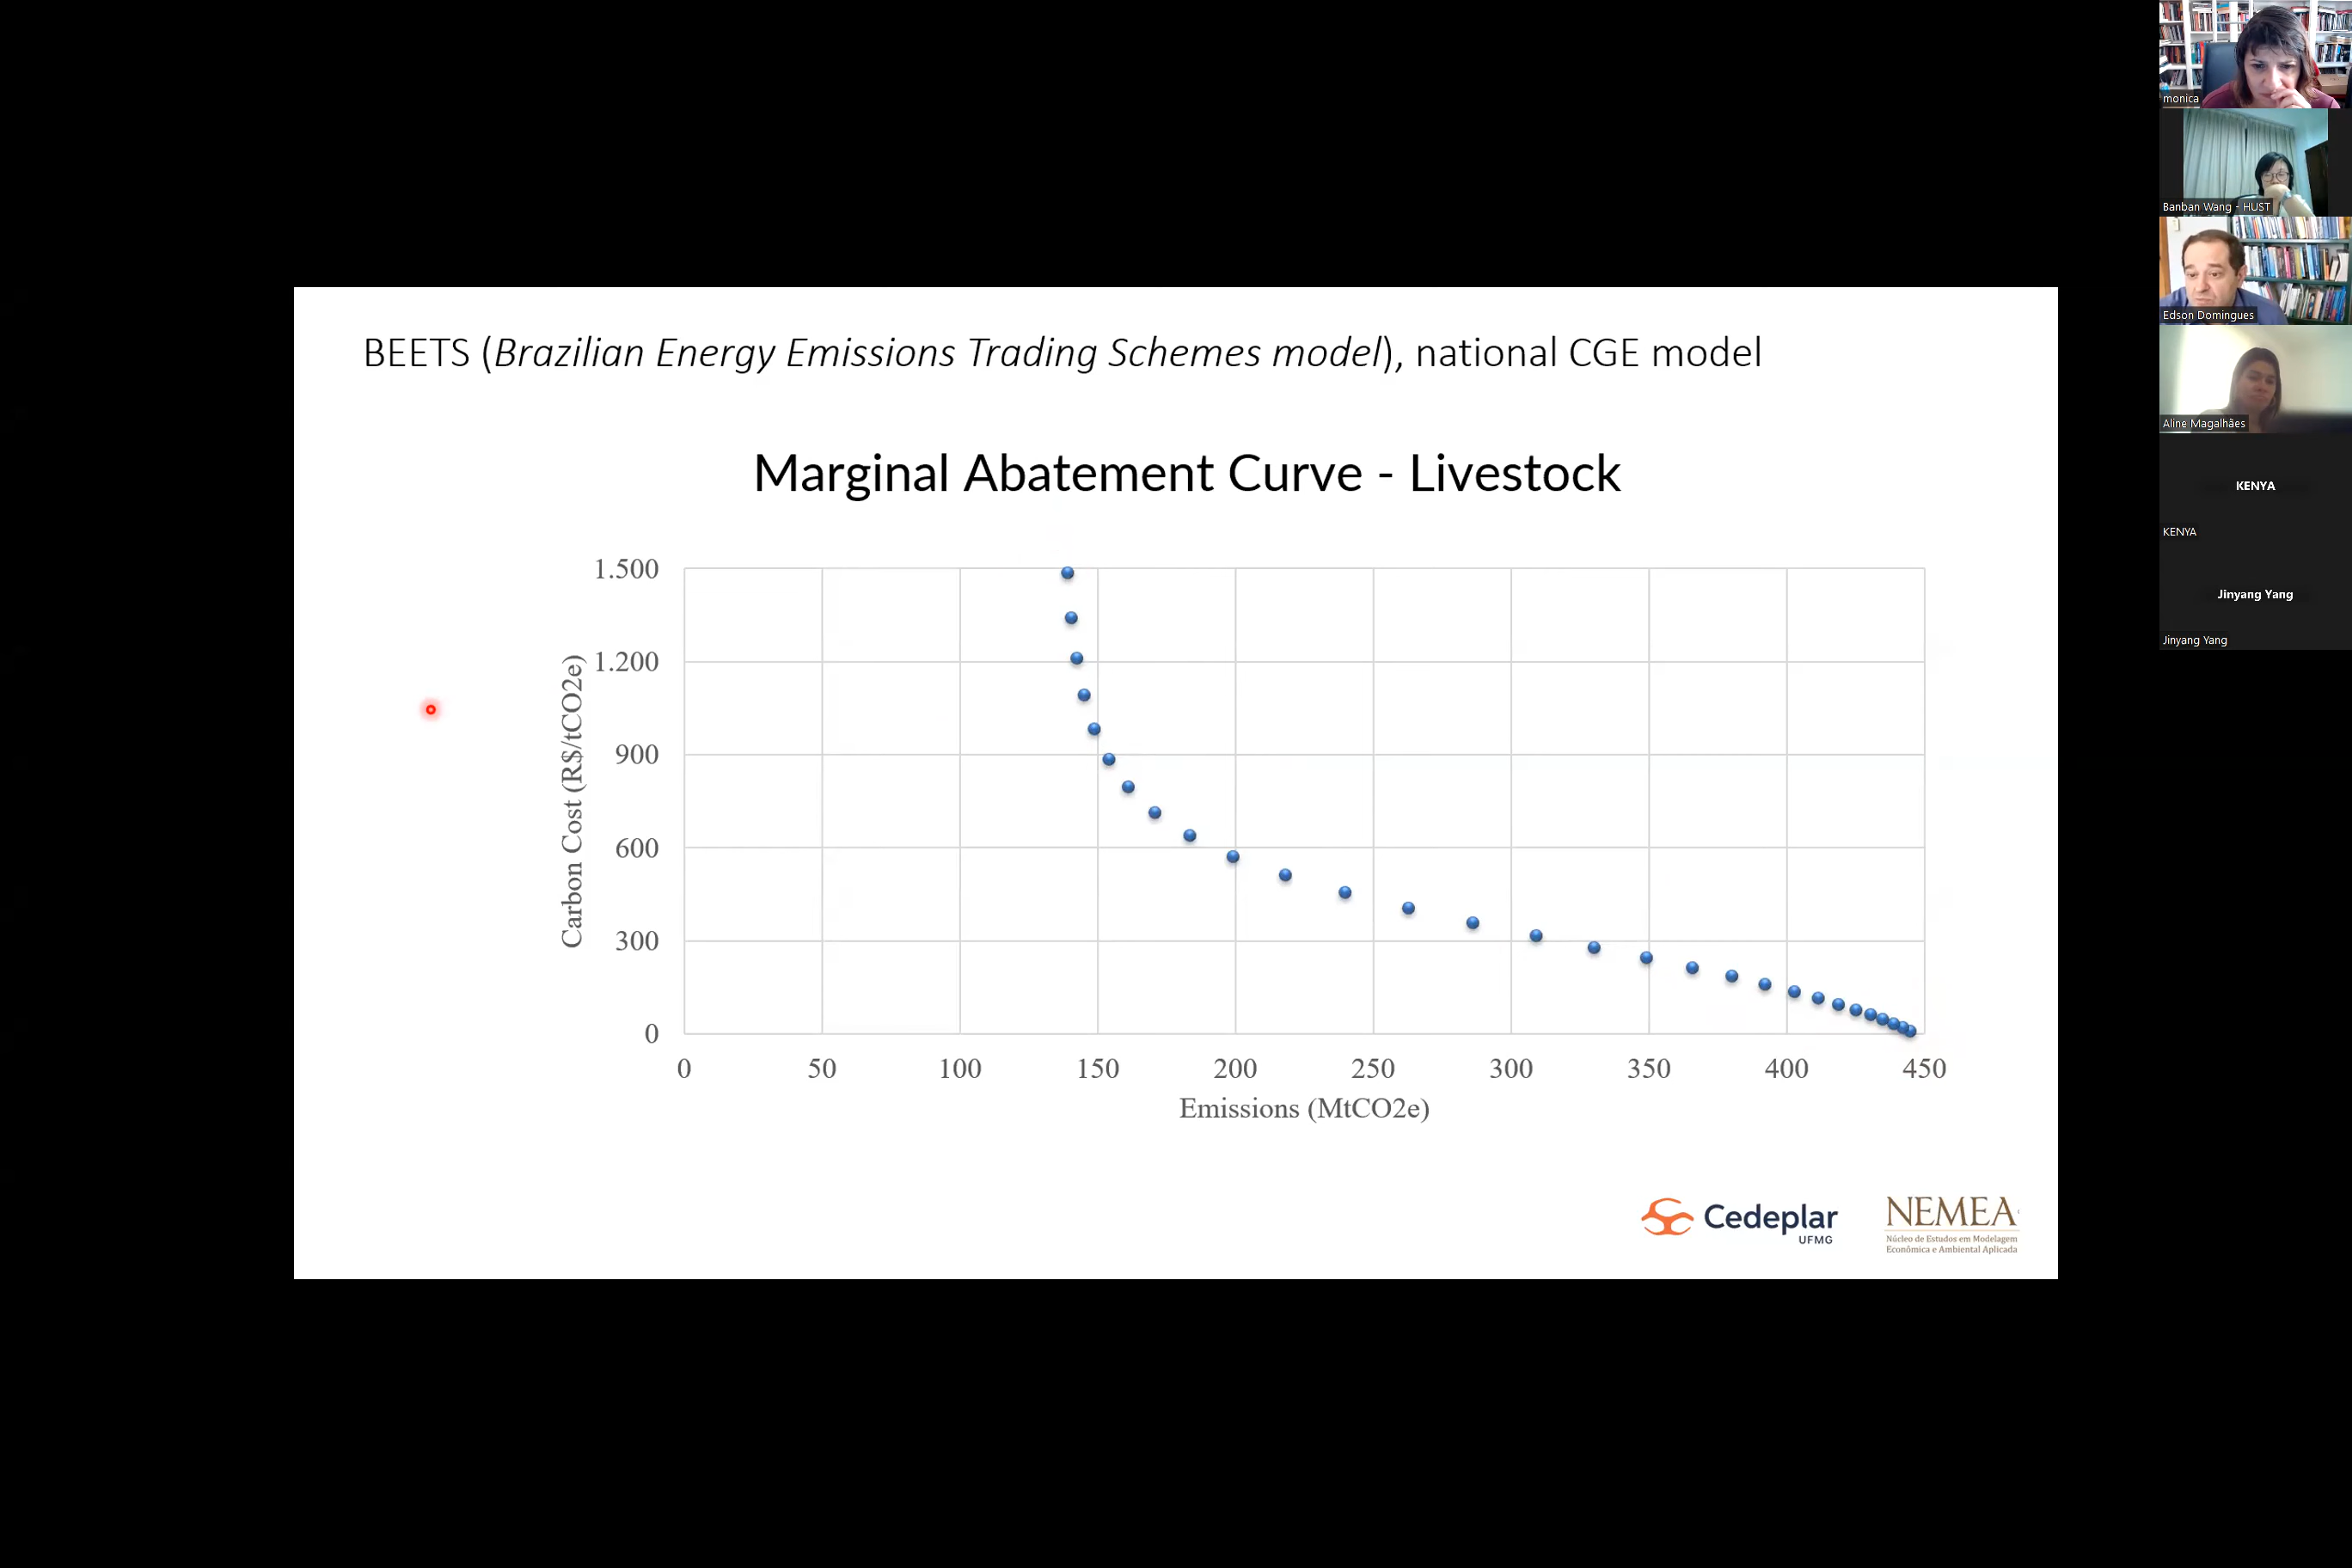 BEETS (Brazilian Energy Emissions Trading Schemes model), national CGE model
Marginal Abatement Curve - Livestock
Carbon Cost (R$/tCO2e)
1.500
1.200
900
600
300
0
0 50 100 150 200 250 300 350 400 450
Emissions (MtCO2e)
Cedeplar
UFMG
NEMEA
Núcleo de Estudos em Modelagem
Econômica e Ambiental Aplicada
monica
Banban Wang - HUST
Edson Domingues
Aline Magalhães
KENYA
KENYA
Jinyang Yang
Jinyang Yang